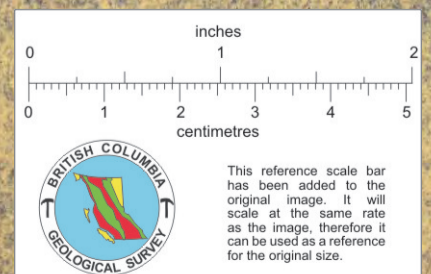 inches
0 1 2
0 1 2 3 4 5
centimetres
BRITISH COLUMBIA
GEOLOGICAL SURVEY
This reference scale bar
has been added to the
original image. It will
scale at the same rate
as the image, therefore it
can be used as a reference
for the original size.